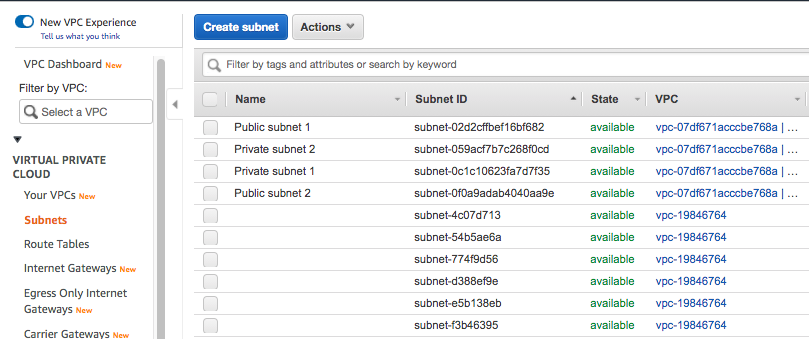 New VPC Experience
Tell us what you think
VPC Dashboard New
Filter by VPC:
Select a VPC
VIRTUAL PRIVATE
CLOUD
Your VPCs New
Subnets
Route Tables
Internet Gateways New
Egress Only Internet
Gateways New
Carrier Gateways New
Create subnet Actions
Filter by tags and attributes or search by keyword
Name Subnet ID State VPC
Public subnet 1 subnet-02d2cffbef16bf682 available vpc-07df671acccbe768a | ...
Private subnet 2 subnet-059acf7b7c268f0cd available vpc-07df671acccbe768a | ...
Private subnet 1 subnet-0c1c10623fa7d7f35 available vpc-07df671acccbe768a | ...
Public subnet 2 subnet-0f0a9adab4040aa9e available vpc-07df671acccbe768a | ...
subnet-4c07d713 available vpc-19846764
subnet-54b5ae6a available vpc-19846764
subnet-774f9d56 available vpc-19846764
subnet-d388ef9e available vpc-19846764
subnet-e5b138eb available vpc-19846764
subnet-f3b46395 available vpc-19846764